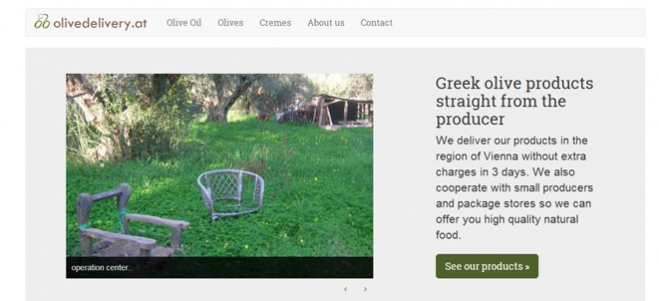 olivedelivery.at
Olive Oil Olives Cremes About us Contact
Greek olive products
straight from the
producer
We deliver our products in the
region of Vienna without extra
charges in 3 days. We also
cooperate with small producers
and package stores so we can
offer you high quality natural
food.
See our products »
operation center..
‹ ›